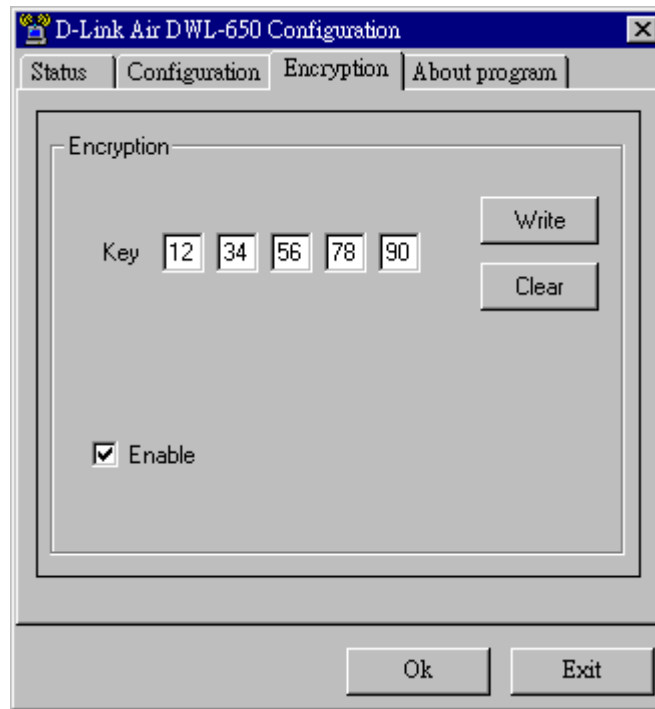 D-Link Air DWL-650 Configuration
Status Configuration Encryption About program
Encryption
Key 12 34 56 78 90
Write
Clear
Enable
Ok Exit